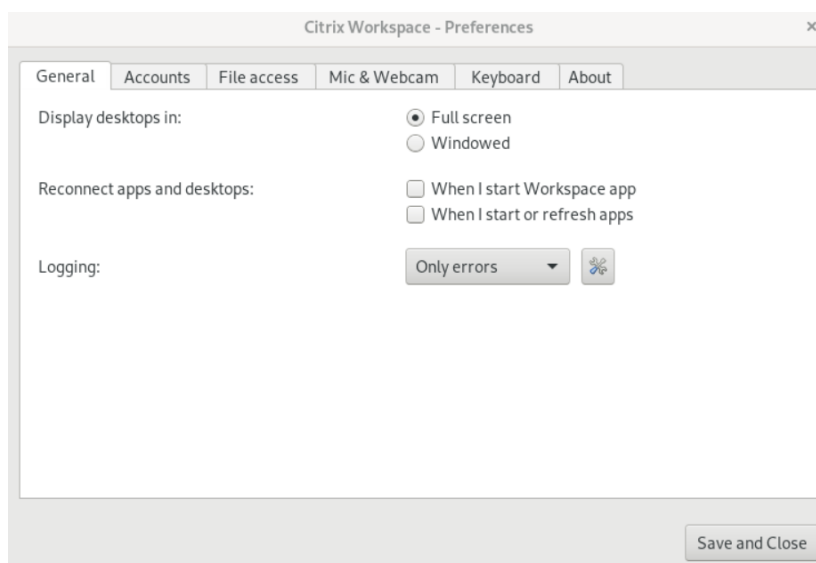 Citrix Workspace - Preferences ×
General Accounts File access Mic & Webcam Keyboard About
Display desktops in: Full screen
Windowed
Reconnect apps and desktops: When I start Workspace app
When I start or refresh apps
Logging: Only errors
Save and Close